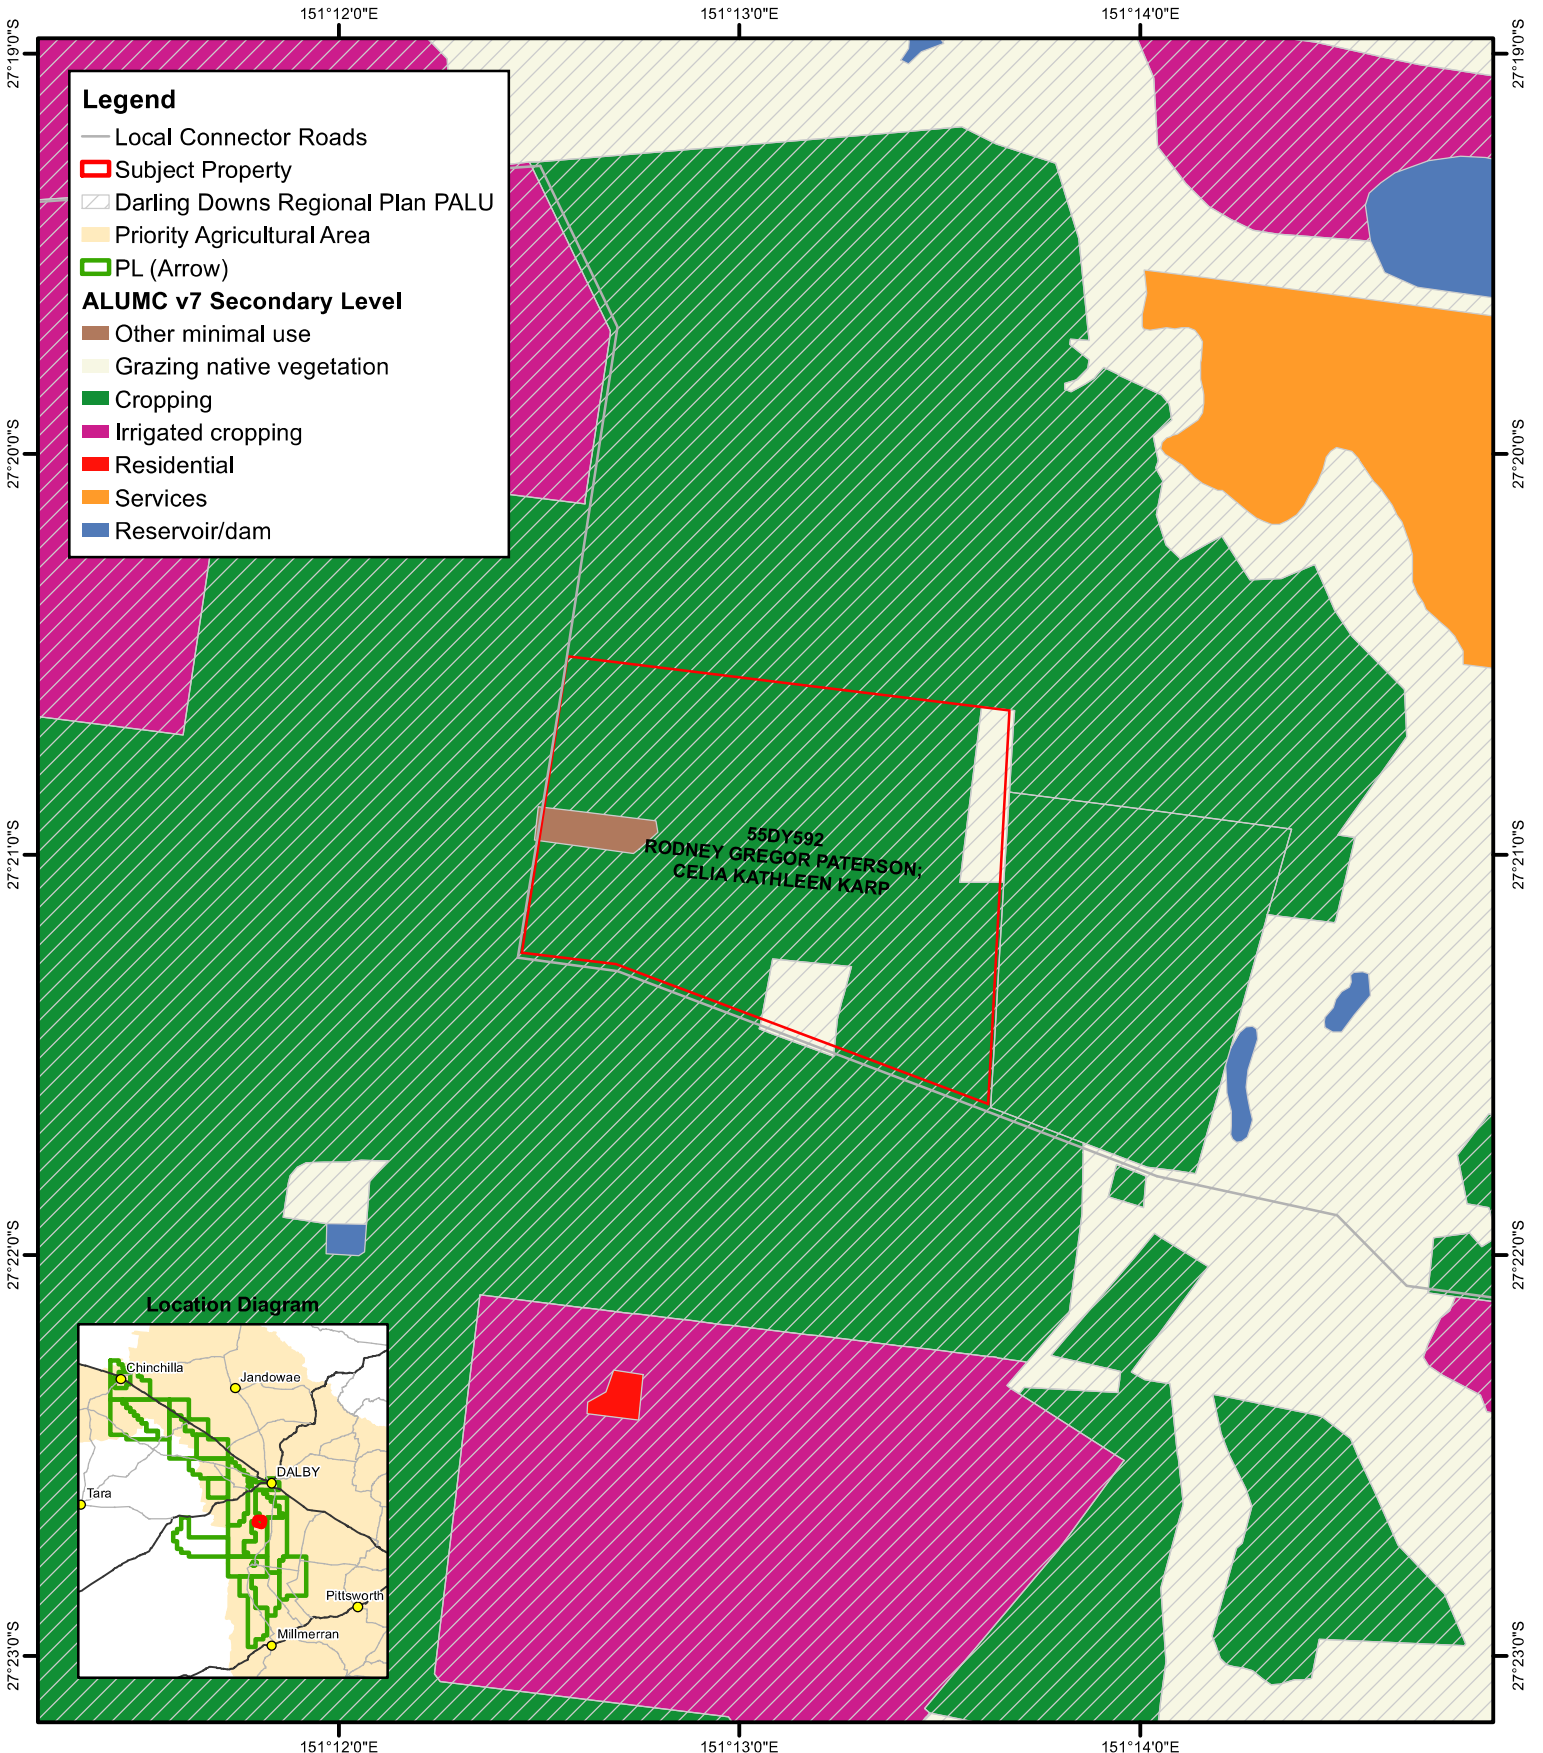 151°12'0"E
151°13'0"E
151°14'0"E
27°19'0"S
27°19'0"S
Legend
Local Connector Roads
Subject Property
Darling Downs Regional Plan PALU
Priority Agricultural Area
PL (Arrow)
ALUMC v7 Secondary Level
Other minimal use
Grazing native vegetation
Cropping
Irrigated cropping
Residential
Services
Reservoir/dam
27°20'0"S
27°20'0"S
27°21'0"S
27°21'0"S
55DY592
RODNEY GREGOR PATERSON;
CELIA KATHLEEN KARP
27°22'0"S
27°22'0"S
Location Diagram
Chinchilla
Jandowae
DALBY
Tara
Pittsworth
Millmerran
27°23'0"S
27°23'0"S
151°12'0"E
151°13'0"E
151°14'0"E